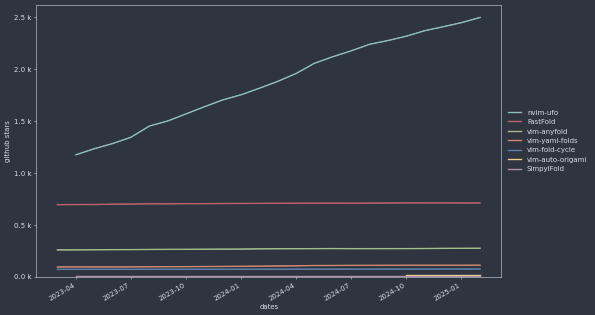 2.5 k
2.0 k
1.5 k
1.0 k
0.5 k
0.0 k
github stars
2023-04
2023-07
2023-10
2024-01
2024-04
2024-07
2024-10
2025-01
dates
nvim-ufo
FastFold
vim-anyfold
vim-yaml-folds
vim-fold-cycle
vim-auto-origami
SimpylFold